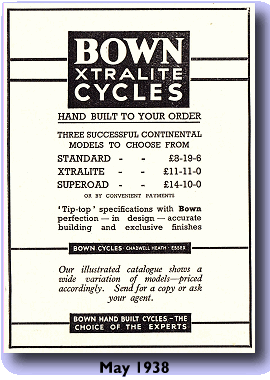 BOWN
XTRALITE
CYCLES
HAND BUILT TO YOUR ORDER
THREE SUCCESSFUL CONTINENTAL
MODELS TO CHOOSE FROM
STANDARD - - £8-19-6
XTRALITE - - £11-11-0
SUPEROAD - - £14-10-0
OR BY CONVENIENT PAYMENTS
'Tip-top' specifications with Bown
perfection—in design—accurate
building and exclusive finishes
BOWN CYCLES · CHADWELL HEATH · ESSEX
Our illustrated catalogue shows a
wide variation of models—priced
accordingly. Send for a copy or ask
your agent.
BOWN HAND BUILT CYCLES—THE
CHOICE OF THE EXPERTS
May 1938